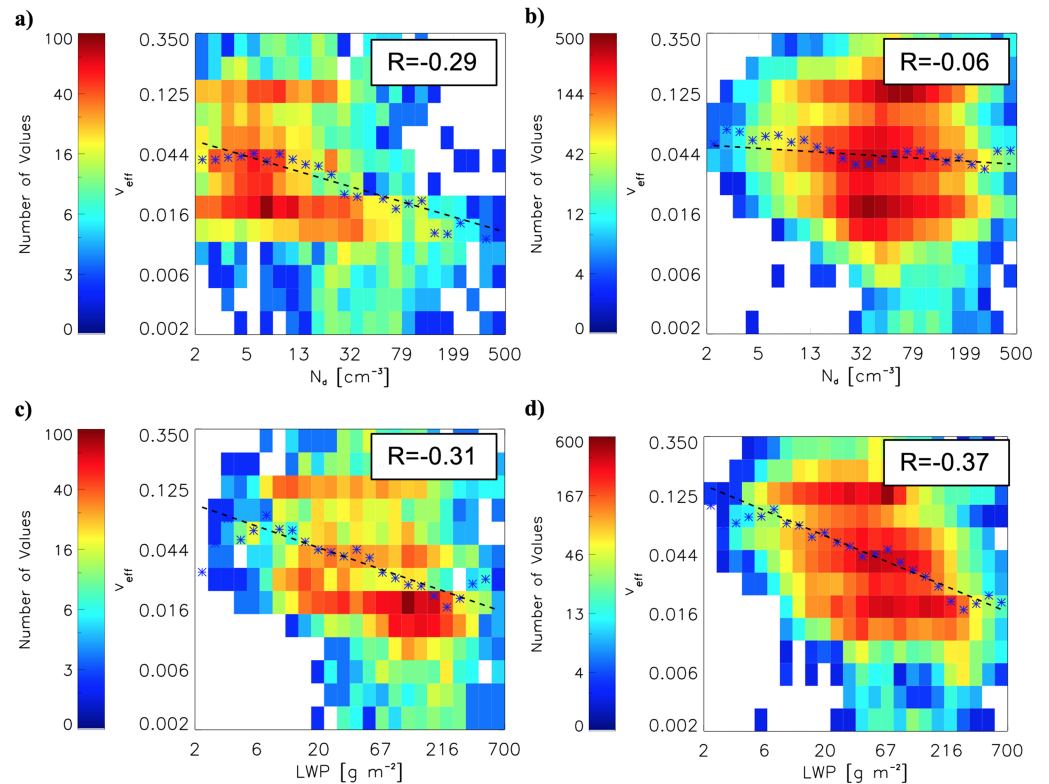 a)
100
40
16
6
3
0
Number of Values
0.350
0.125
0.044
0.016
0.006
0.002
v_eff
R=-0.29
2 5 13 32 79 199 500
N_d [cm⁻³]
b)
500
144
42
12
4
0
Number of Values
0.350
0.125
0.044
0.016
0.006
0.002
v_eff
R=-0.06
2 5 13 32 79 199 500
N_d [cm⁻³]
c)
100
40
16
6
3
0
Number of Values
0.350
0.125
0.044
0.016
0.006
0.002
v_eff
R=-0.31
2 6 20 67 216 700
LWP [g m⁻²]
d)
600
167
46
13
4
0
Number of Values
0.350
0.125
0.044
0.016
0.006
0.002
v_eff
R=-0.37
2 6 20 67 216 700
LWP [g m⁻²]